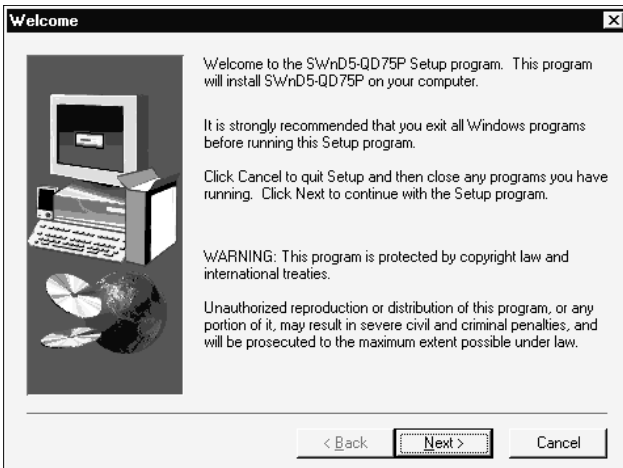 Welcome
Welcome to the SWnD5-QD75P Setup program. This program
will install SWnD5-QD75P on your computer.
It is strongly recommended that you exit all Windows programs
before running this Setup program.
Click Cancel to quit Setup and then close any programs you have
running. Click Next to continue with the Setup program.
WARNING: This program is protected by copyright law and
international treaties.
Unauthorized reproduction or distribution of this program, or any
portion of it, may result in severe civil and criminal penalties, and
will be prosecuted to the maximum extent possible under law.
< Back Next > Cancel